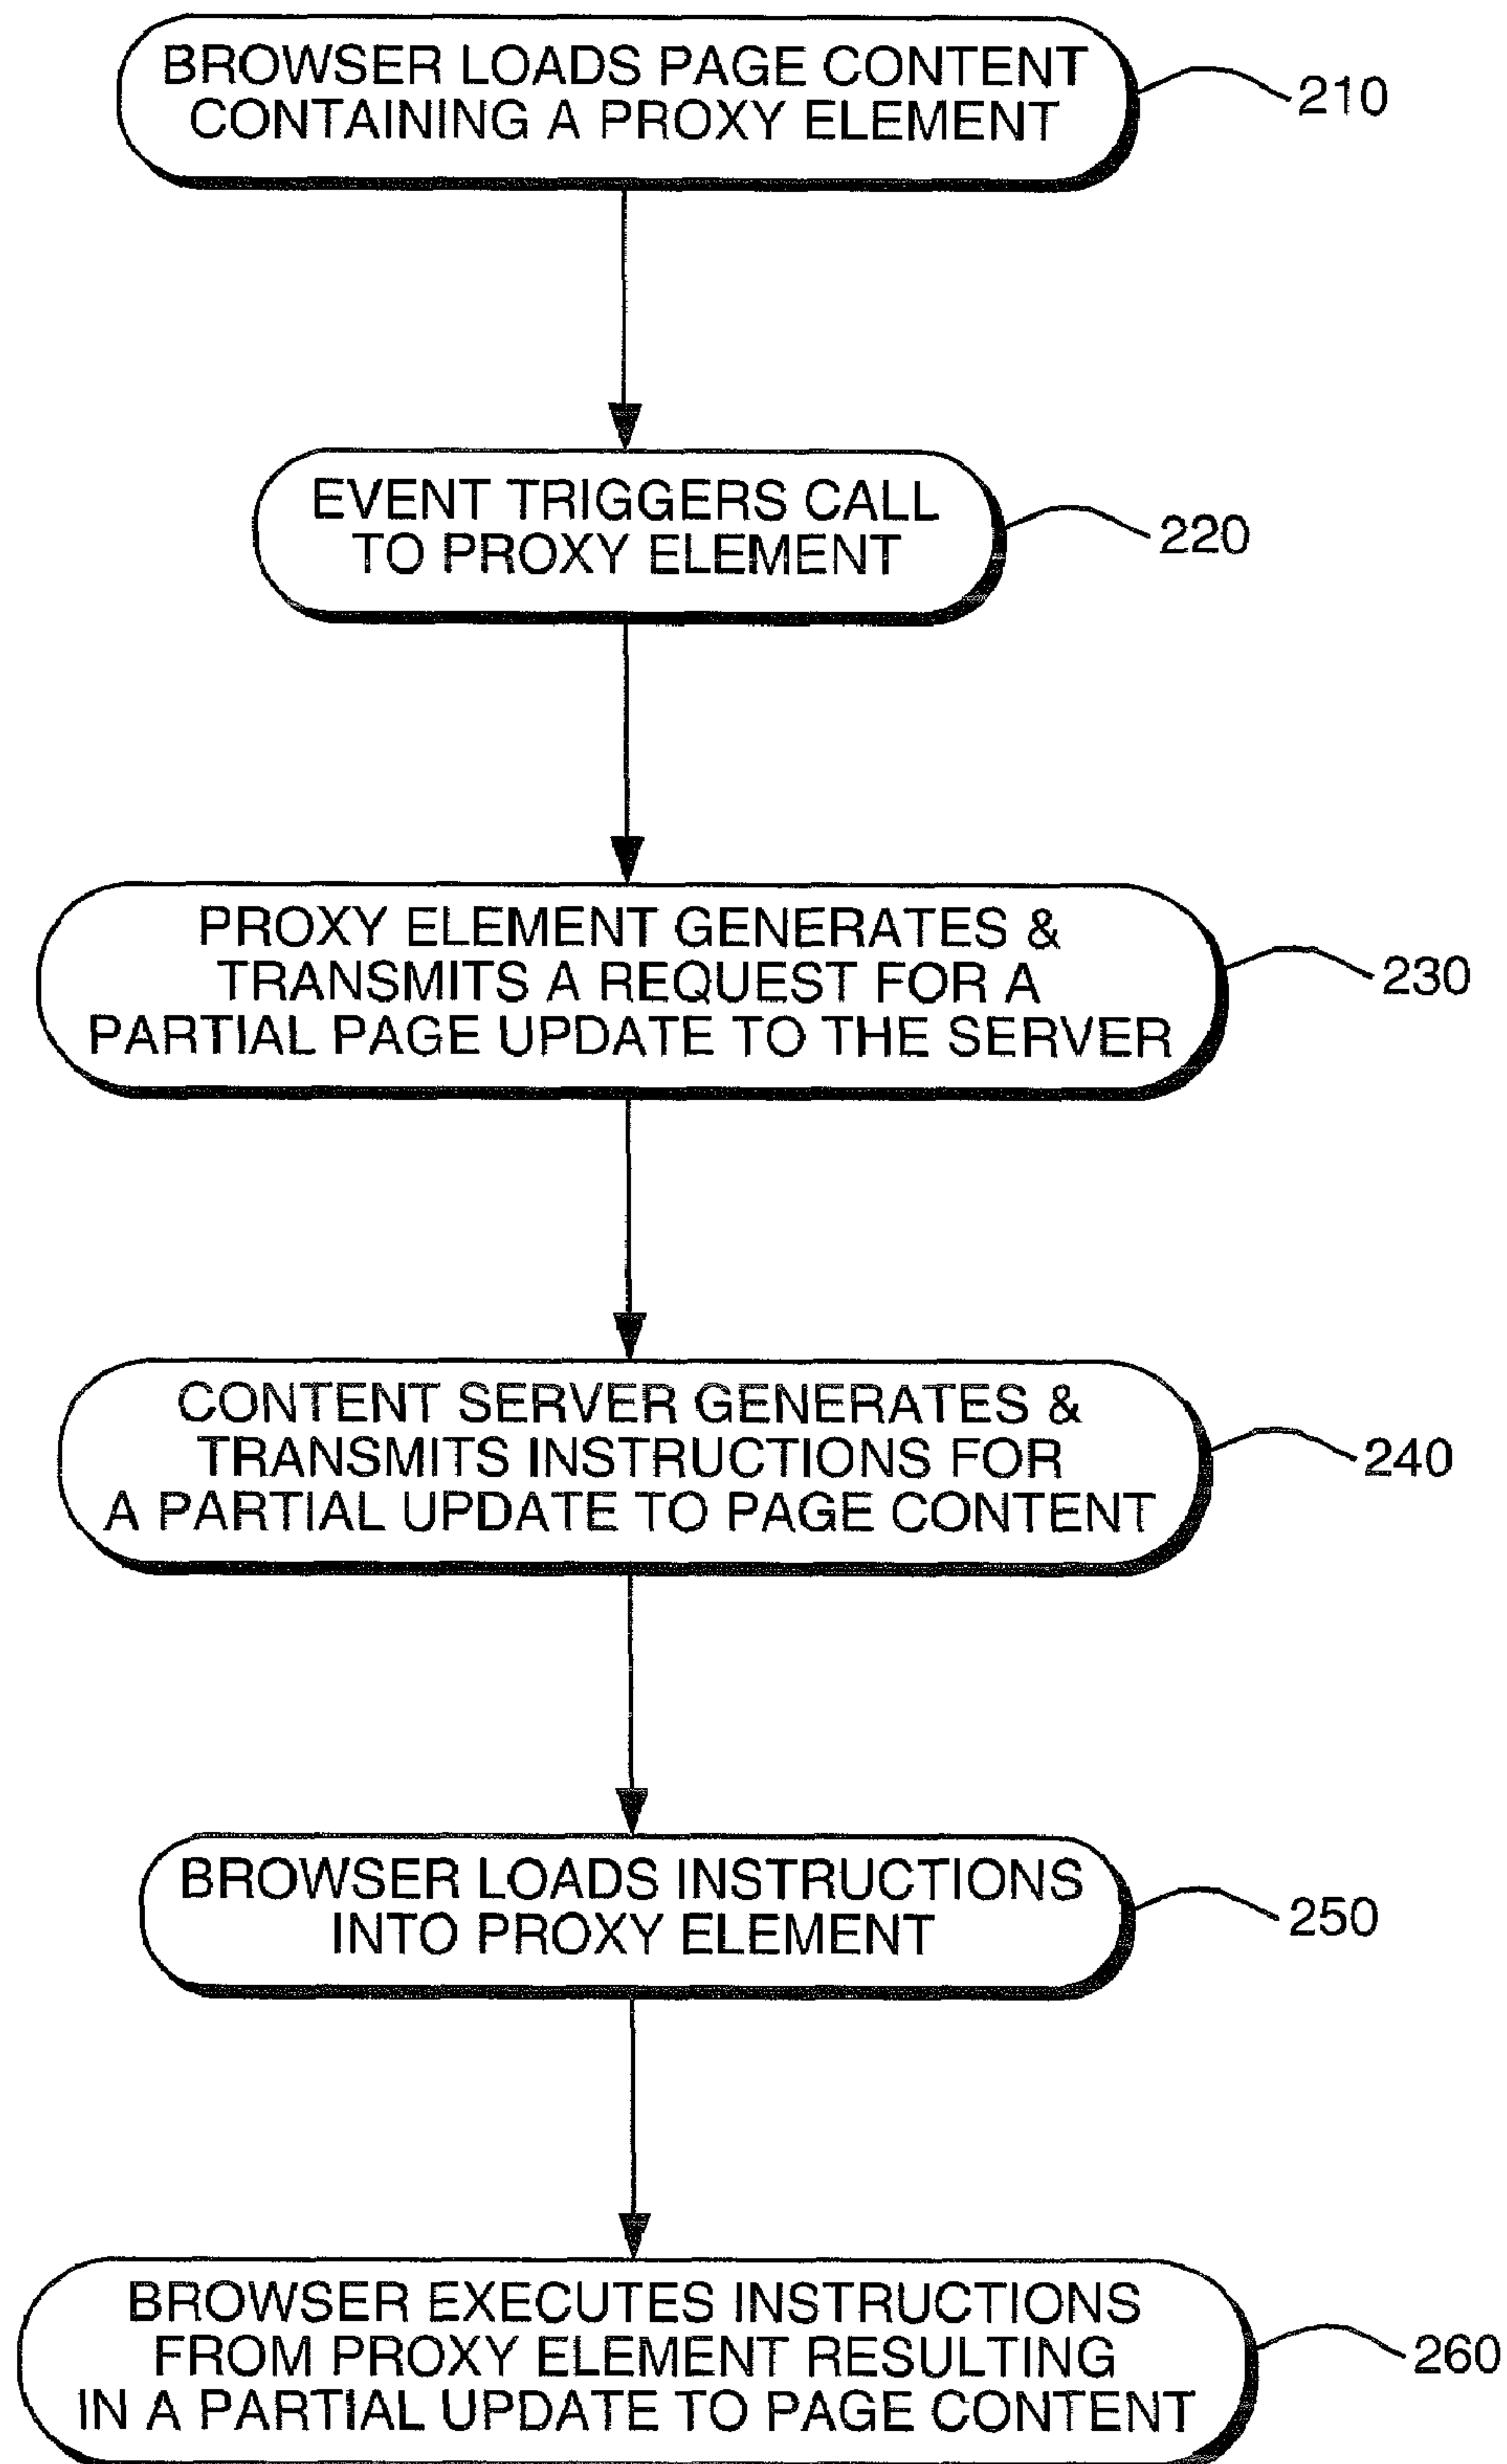 BROWSER LOADS PAGE CONTENT
CONTAINING A PROXY ELEMENT
210
EVENT TRIGGERS CALL
TO PROXY ELEMENT
220
PROXY ELEMENT GENERATES &
TRANSMITS A REQUEST FOR A
PARTIAL PAGE UPDATE TO THE SERVER
230
CONTENT SERVER GENERATES &
TRANSMITS INSTRUCTIONS FOR
A PARTIAL UPDATE TO PAGE CONTENT
240
BROWSER LOADS INSTRUCTIONS
INTO PROXY ELEMENT
250
BROWSER EXECUTES INSTRUCTIONS
FROM PROXY ELEMENT RESULTING
IN A PARTIAL UPDATE TO PAGE CONTENT
260